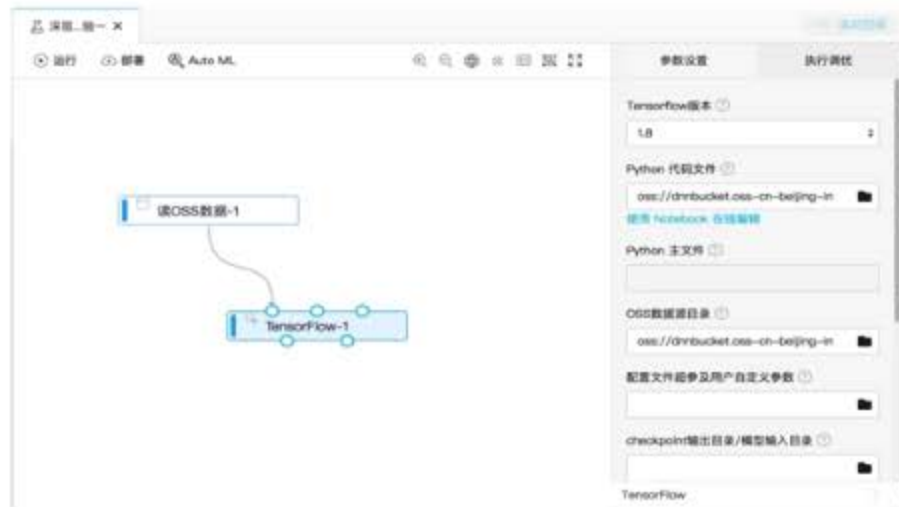 深...验一 ×
运行 部署 Auto ML
参数设置 执行调优
Tensorflow版本
1.8
Python 代码文件
oss://dnnbucket.oss-cn-beijing-in
使用 Notebook 在线编辑
Python 主文件
OSS数据源目录
oss://dnnbucket.oss-cn-beijing-in
配置文件超参及用户自定义参数
checkpoint输出目录/模型输入目录
TensorFlow
读OSS数据-1
TensorFlow-1